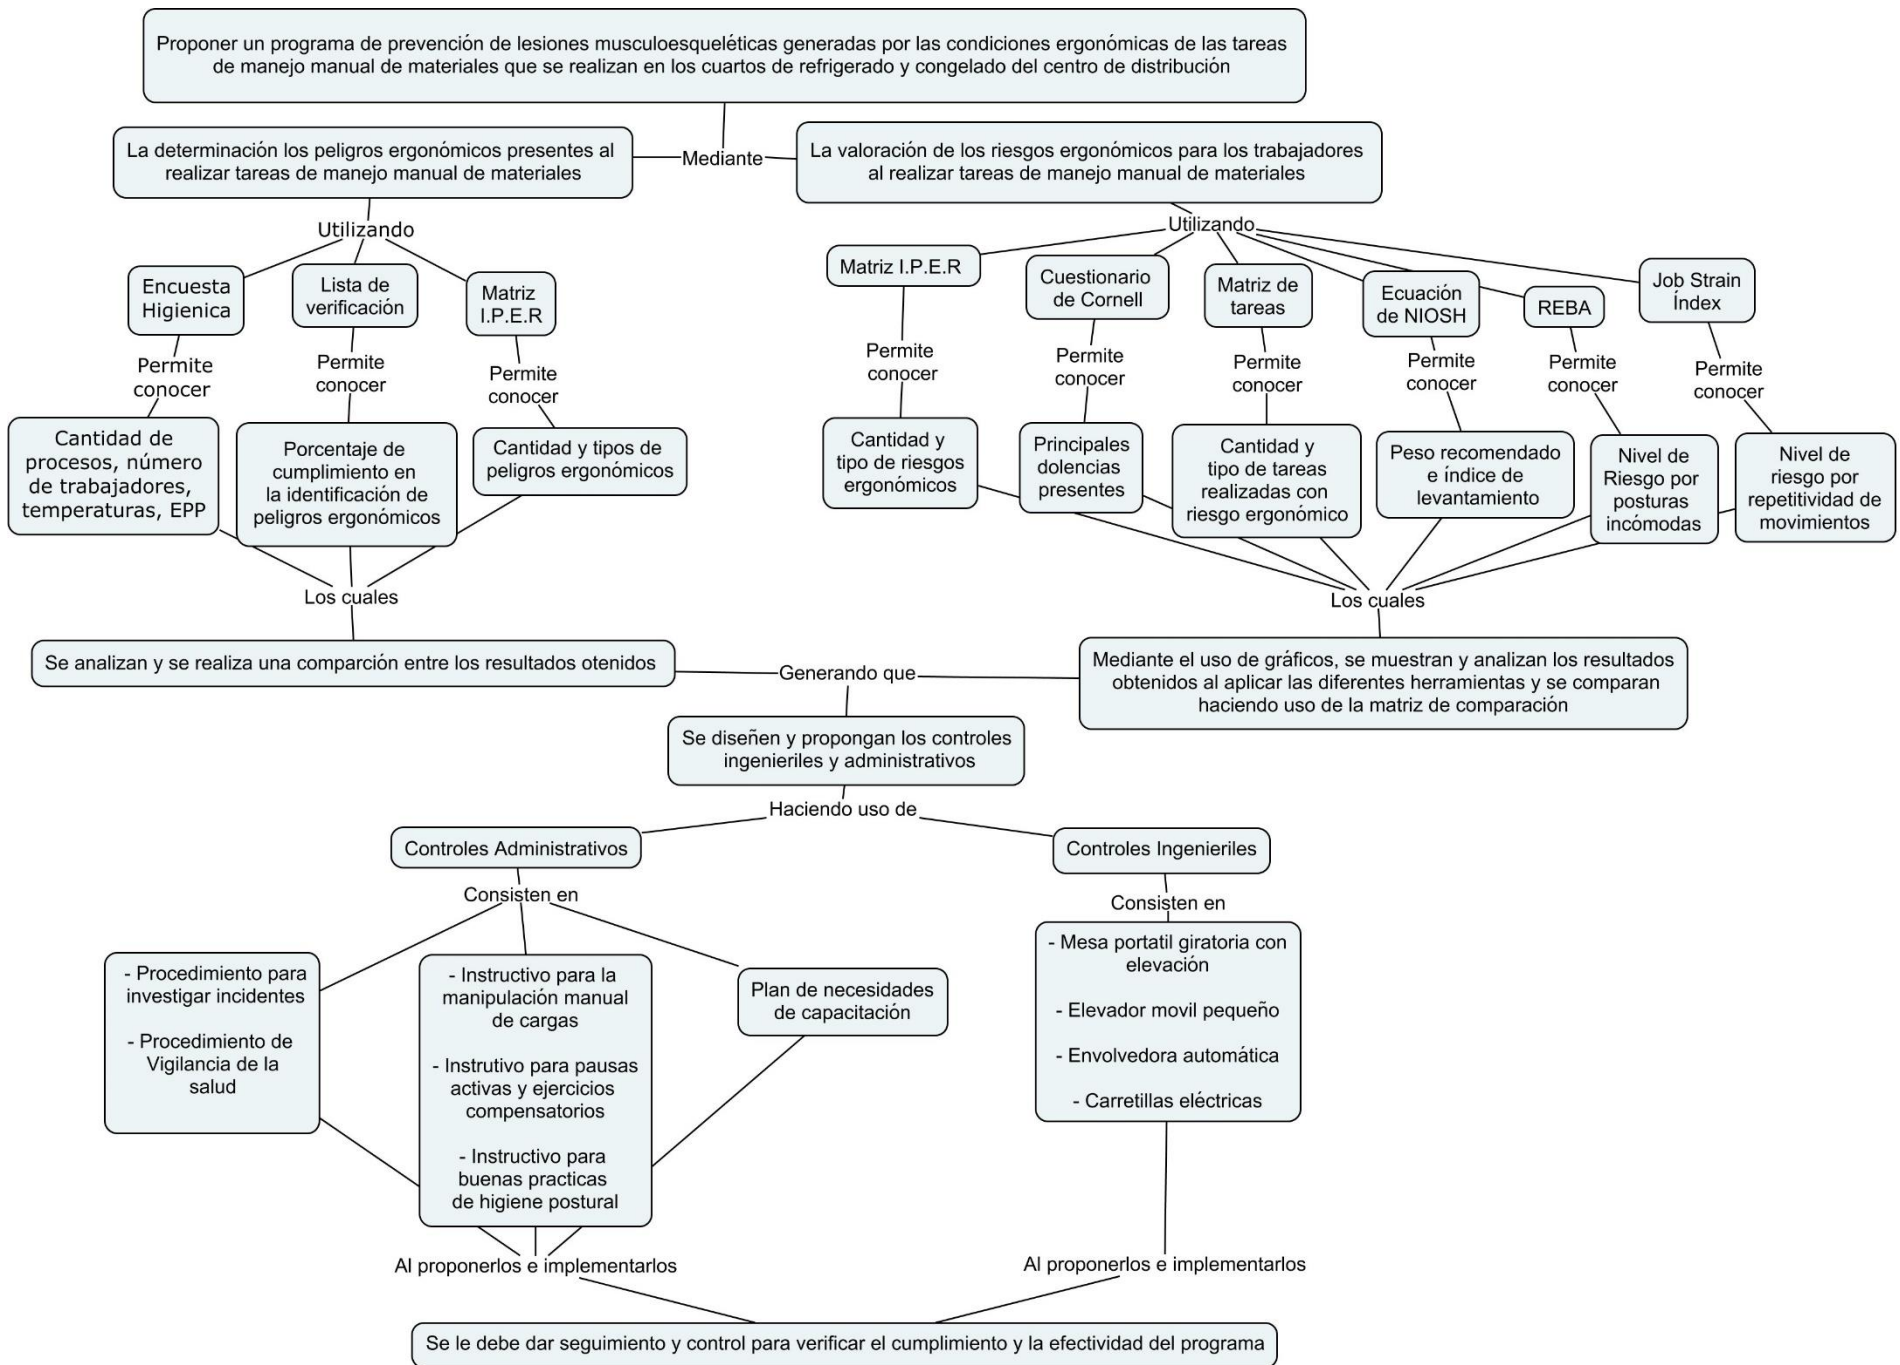 Proponer un programa de prevención de lesiones musculoesqueléticas generadas por las condiciones ergonómicas de las tareas
de manejo manual de materiales que se realizan en los cuartos de refrigerado y congelado del centro de distribución
Mediante
La determinación los peligros ergonómicos presentes al
realizar tareas de manejo manual de materiales
La valoración de los riesgos ergonómicos para los trabajadores
al realizar tareas de manejo manual de materiales
Utilizando
Encuesta
Higienica
Lista de
verificación
Matriz
I.P.E.R
Permite
conocer
Permite
conocer
Permite
conocer
Cantidad de
procesos, número
de trabajadores,
temperaturas, EPP
Porcentaje de
cumplimiento en
la identificación de
peligros ergonómicos
Cantidad y tipos de
peligros ergonómicos
Los cuales
Se analizan y se realiza una comparción entre los resultados otenidos
Utilizando
Matriz I.P.E.R
Cuestionario
de Cornell
Matriz de
tareas
Ecuación
de NIOSH
REBA
Job Strain
Índex
Permite
conocer
Permite
conocer
Permite
conocer
Permite
conocer
Permite
conocer
Permite
conocer
Cantidad y
tipo de riesgos
ergonómicos
Principales
dolencias
presentes
Cantidad y
tipo de tareas
realizadas con
riesgo ergonómico
Peso recomendado
e índice de
levantamiento
Nivel de
Riesgo por
posturas
incómodas
Nivel de
riesgo por
repetitividad de
movimientos
Los cuales
Mediante el uso de gráficos, se muestran y analizan los resultados
obtenidos al aplicar las diferentes herramientas y se comparan
haciendo uso de la matriz de comparación
Generando que
Se diseñen y propongan los controles
ingenieriles y administrativos
Haciendo uso de
Controles Administrativos
Controles Ingenieriles
Consisten en
- Procedimiento para
investigar incidentes
- Procedimiento de
Vigilancia de la
salud
- Instructivo para la
manipulación manual
de cargas
- Instrutivo para pausas
activas y ejercicios
compensatorios
- Instructivo para
buenas practicas
de higiene postural
Plan de necesidades
de capacitación
Consisten en
- Mesa portatil giratoria con
elevación
- Elevador movil pequeño
- Envolvedora automática
- Carretillas eléctricas
Al proponerlos e implementarlos
Al proponerlos e implementarlos
Se le debe dar seguimiento y control para verificar el cumplimiento y la efectividad del programa